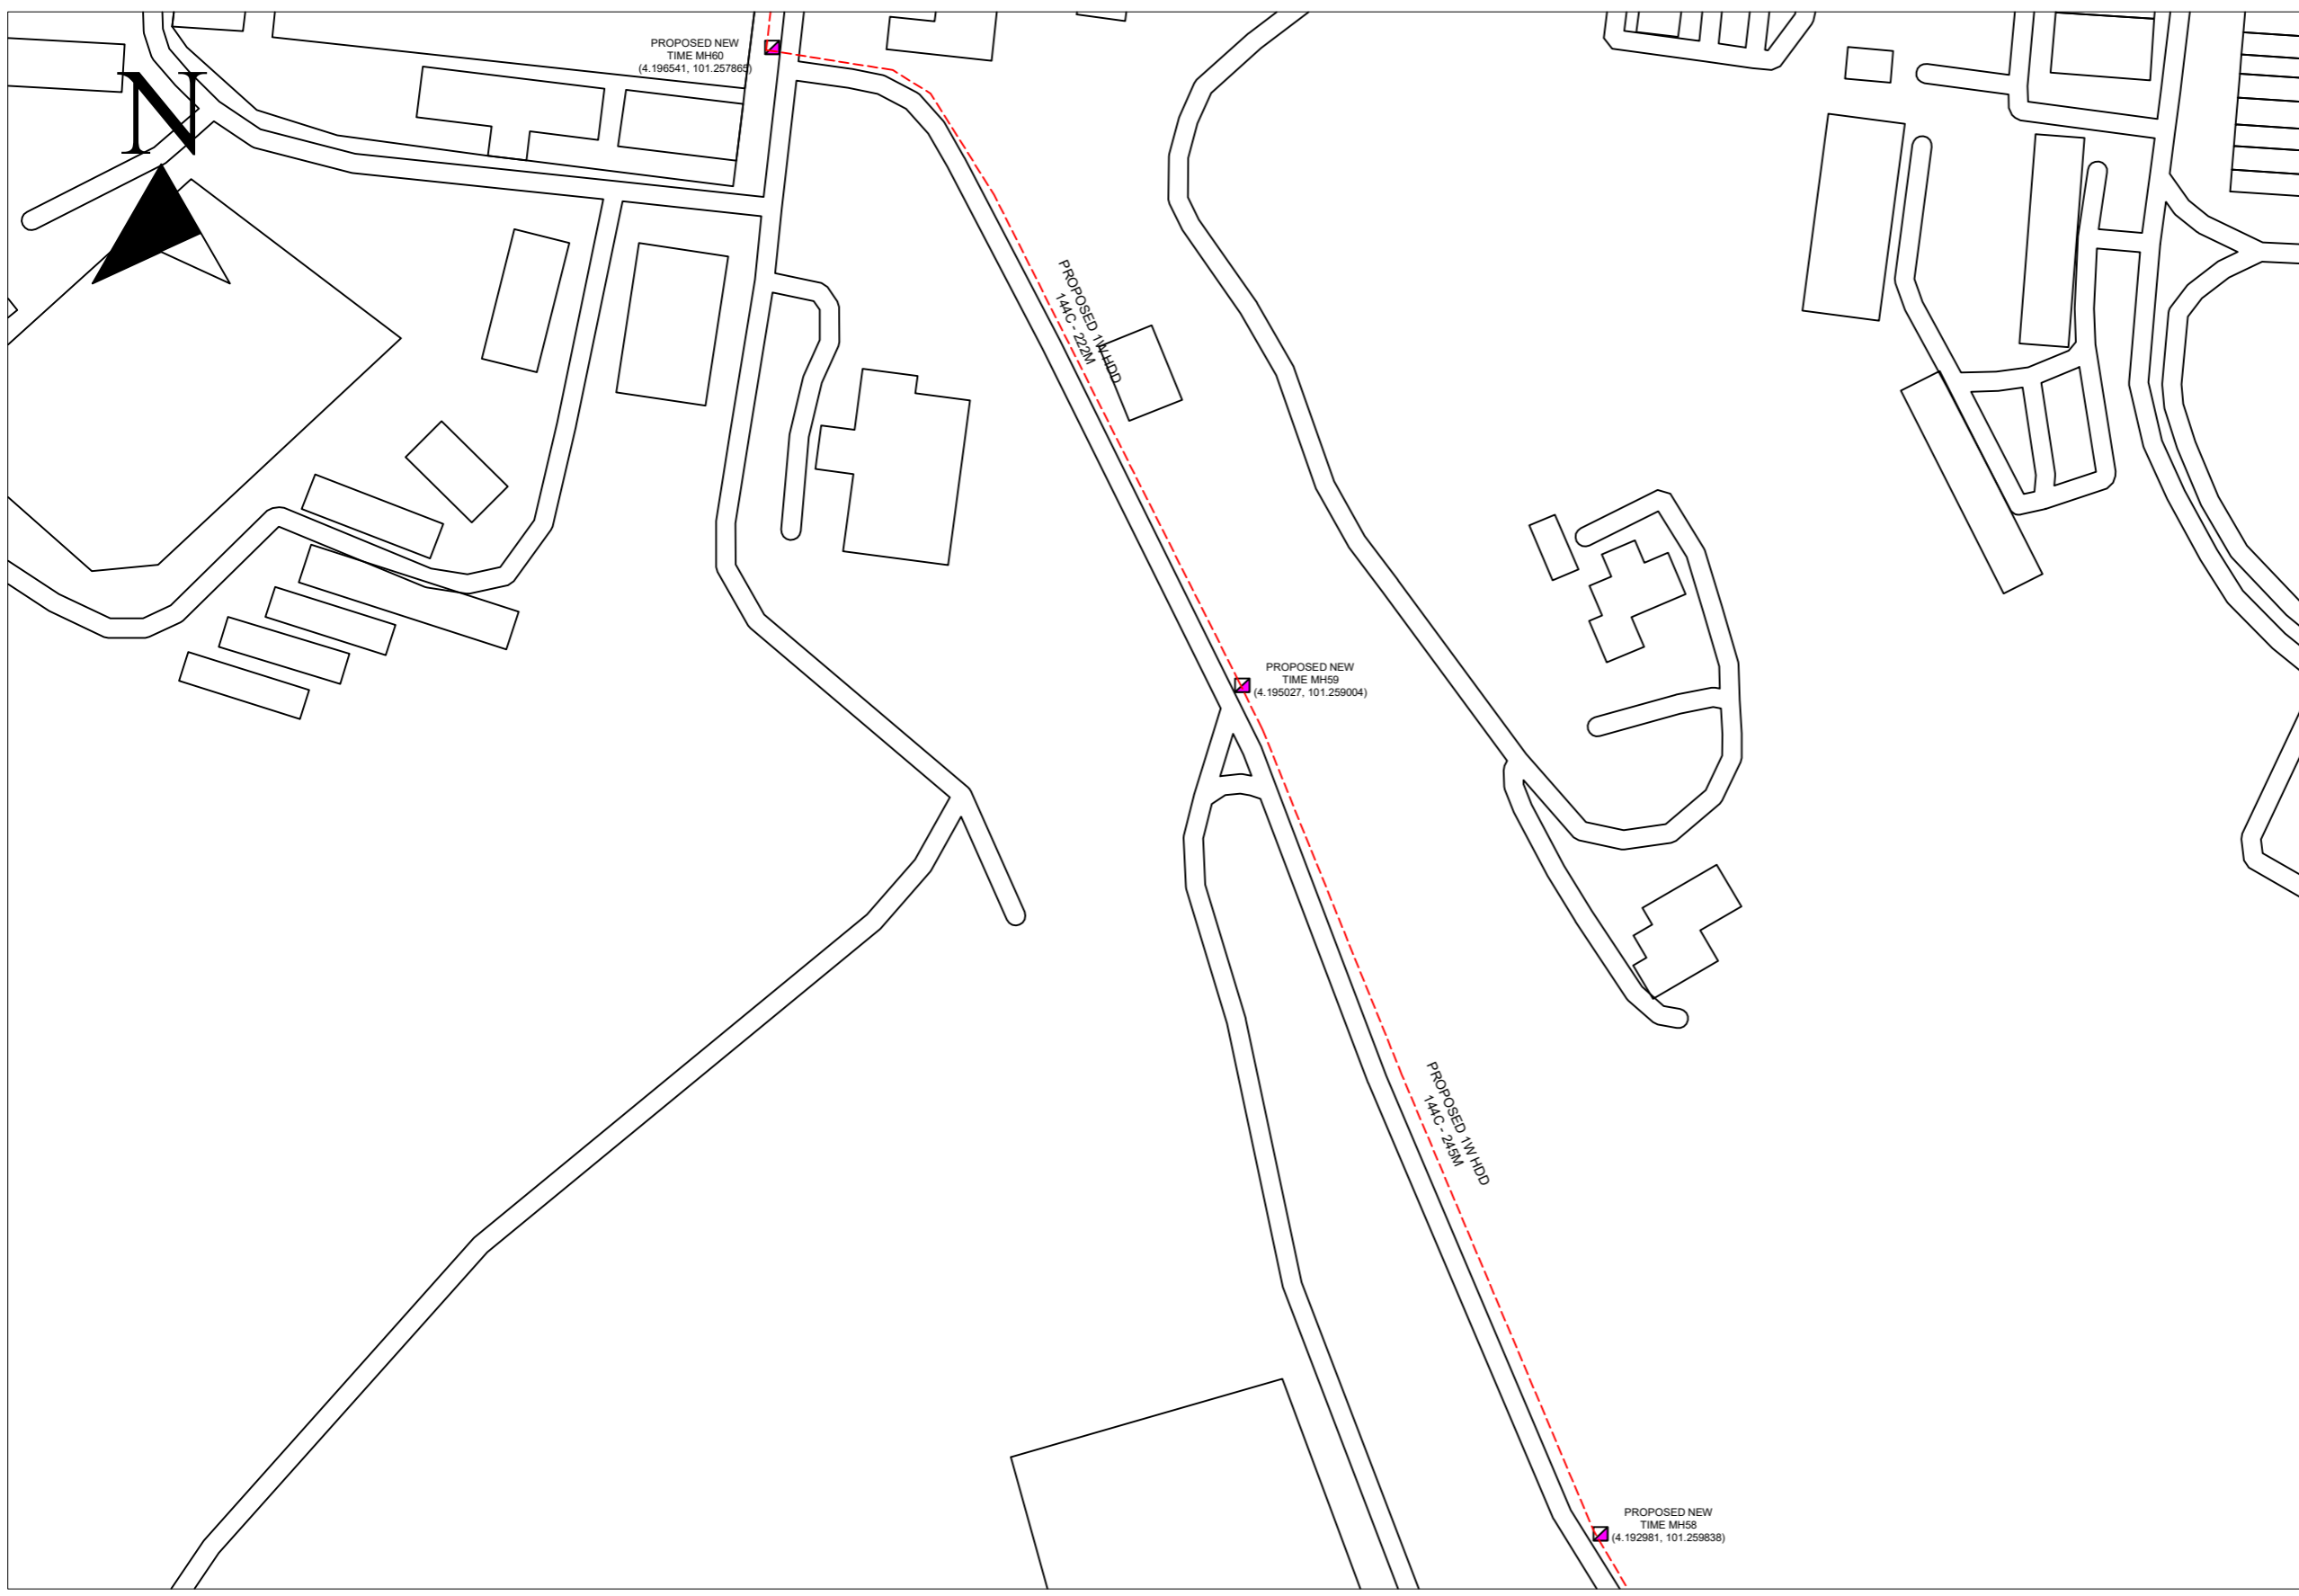 PROPOSED NEW
TIME MH60
(4.196541, 101.257865)
N
PROPOSED 1W HDD
144C - 222M
PROPOSED NEW
TIME MH59
(4.195027, 101.259004)
PROPOSED 1W HDD
144C - 245M
PROPOSED NEW
TIME MH58
(4.192981, 101.259838)